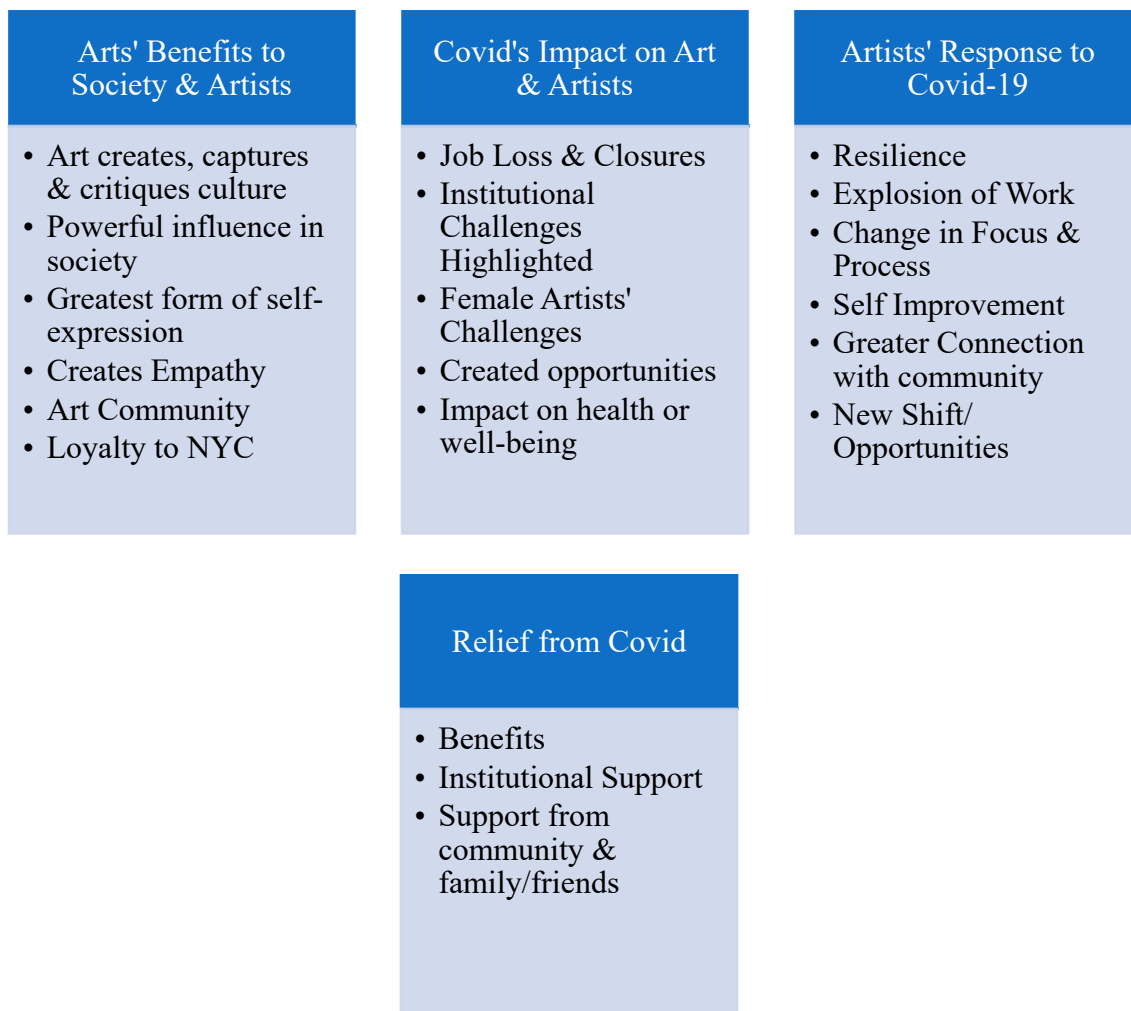 Arts' Benefits to
Society & Artists
• Art creates, captures
& critiques culture
• Powerful influence in
society
• Greatest form of self-
expression
• Creates Empathy
• Art Community
• Loyalty to NYC
Covid's Impact on Art
& Artists
• Job Loss & Closures
• Institutional
Challenges
Highlighted
• Female Artists'
Challenges
• Created opportunities
• Impact on health or
well-being
Artists' Response to
Covid-19
• Resilience
• Explosion of Work
• Change in Focus &
Process
• Self Improvement
• Greater Connection
with community
• New Shift/
Opportunities
Relief from Covid
• Benefits
• Institutional Support
• Support from
community &
family/friends